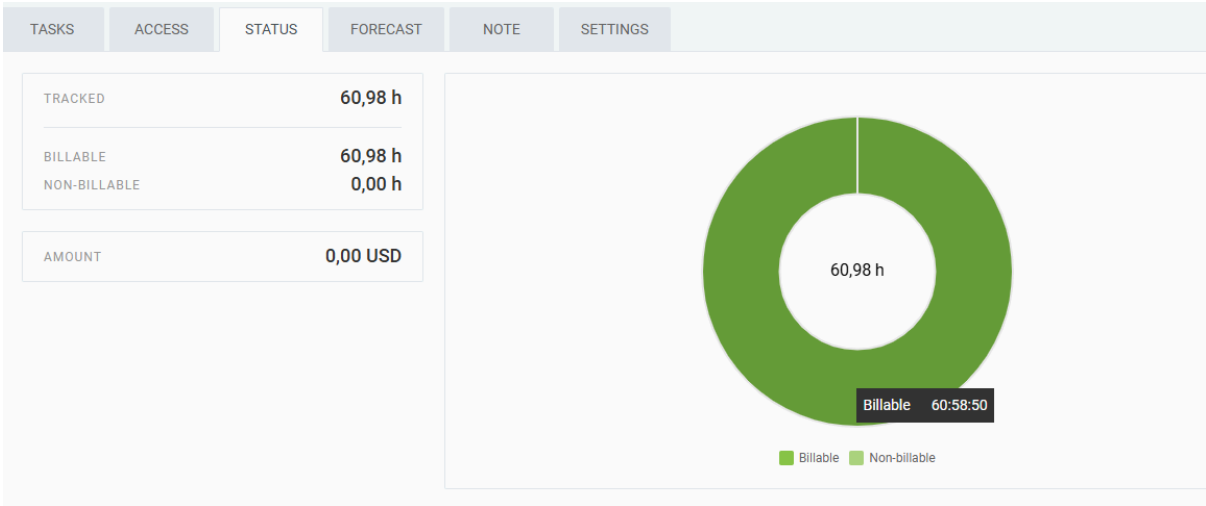 TASKS ACCESS STATUS FORECAST NOTE SETTINGS
TRACKED 60,98 h
BILLABLE 60,98 h
NON-BILLABLE 0,00 h
AMOUNT 0,00 USD
60,98 h
Billable 60:58:50
Billable Non-billable